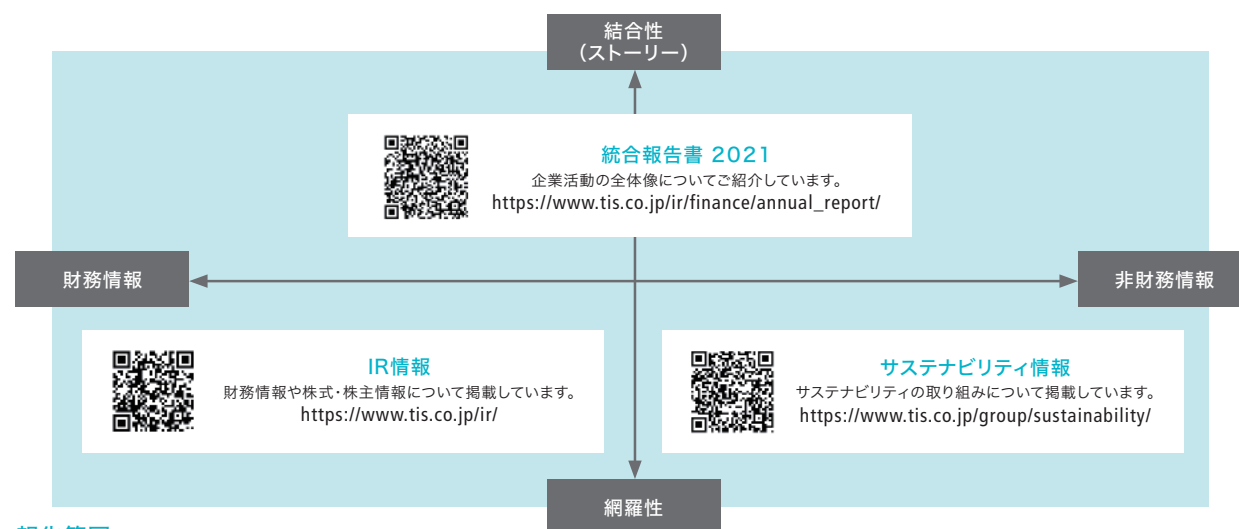 結合性
（ストーリー）
統合報告書 2021
企業活動の全体像についてご紹介しています。
https://www.tis.co.jp/ir/finance/annual_report/
財務情報
非財務情報
IR情報
財務情報や株式・株主情報について掲載しています。
https://www.tis.co.jp/ir/
サステナビリティ情報
サステナビリティの取り組みについて掲載しています。
https://www.tis.co.jp/group/sustainability/
網羅性